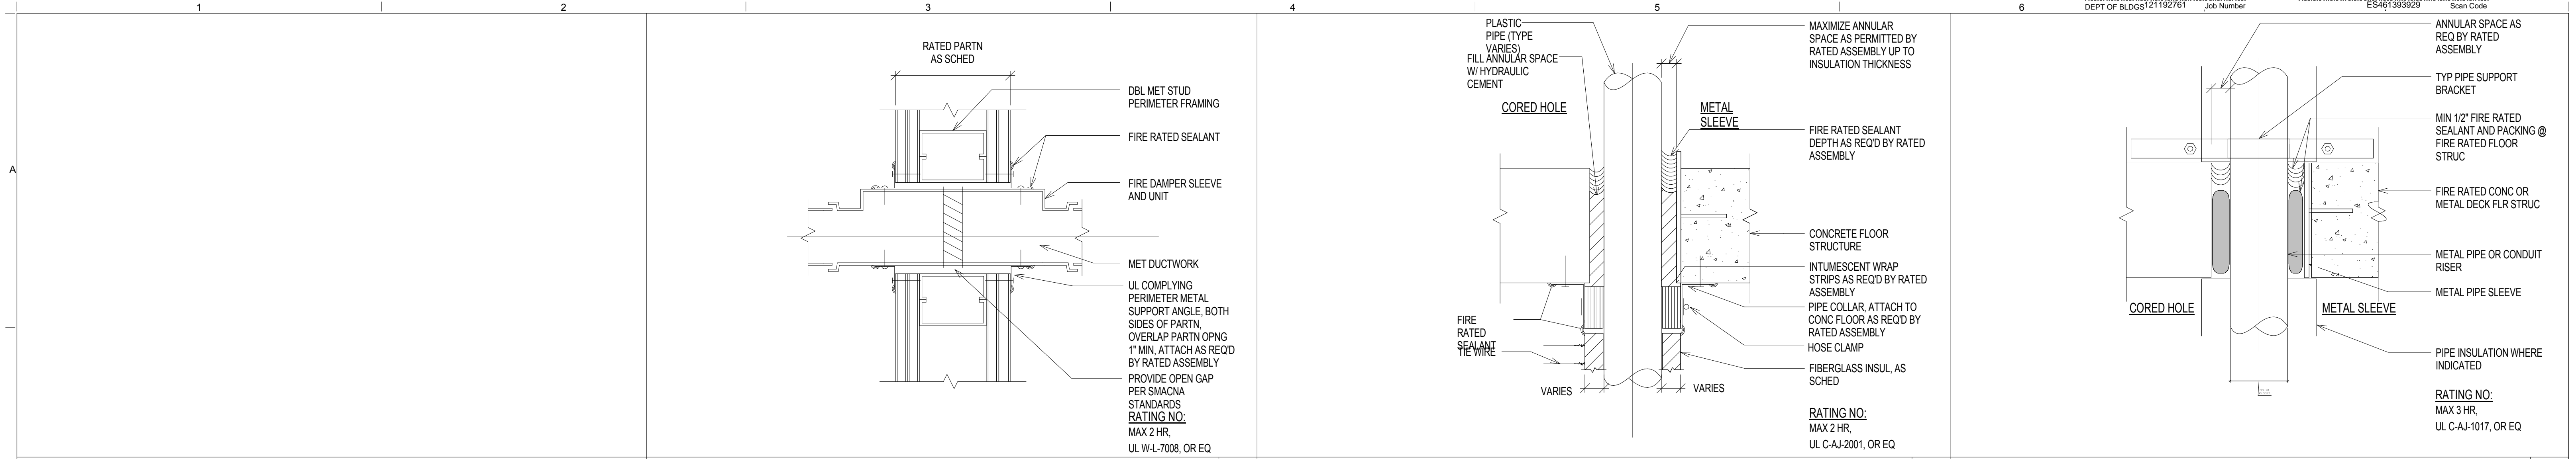 1
2
3
4
5
6
DEPT OF BLDGS 121192761 Job Number
ES461393929 Scan Code
A
RATED PARTN
AS SCHED
DBL MET STUD
PERIMETER FRAMING
FIRE RATED SEALANT
FIRE DAMPER SLEEVE
AND UNIT
MET DUCTWORK
UL COMPLYING
PERIMETER METAL
SUPPORT ANGLE, BOTH
SIDES OF PARTN,
OVERLAP PARTN OPNG
1" MIN, ATTACH AS REQ'D
BY RATED ASSEMBLY
PROVIDE OPEN GAP
PER SMACNA
STANDARDS
RATING NO:
MAX 2 HR,
UL W-L-7008, OR EQ
PLASTIC
PIPE (TYPE
VARIES)
FILL ANNULAR SPACE
W/ HYDRAULIC
CEMENT
CORED HOLE
METAL
SLEEVE
FIRE
RATED
SEALANT
TIE WIRE
VARIES
VARIES
MAXIMIZE ANNULAR
SPACE AS PERMITTED BY
RATED ASSEMBLY UP TO
INSULATION THICKNESS
FIRE RATED SEALANT
DEPTH AS REQ'D BY RATED
ASSEMBLY
CONCRETE FLOOR
STRUCTURE
INTUMESCENT WRAP
STRIPS AS REQ'D BY RATED
ASSEMBLY
PIPE COLLAR, ATTACH TO
CONC FLOOR AS REQ'D BY
RATED ASSEMBLY
HOSE CLAMP
FIBERGLASS INSUL, AS
SCHED
RATING NO:
MAX 2 HR,
UL C-AJ-2001, OR EQ
ANNULAR SPACE AS
REQ BY RATED
ASSEMBLY
TYP PIPE SUPPORT
BRACKET
MIN 1/2" FIRE RATED
SEALANT AND PACKING @
FIRE RATED FLOOR
STRUC
FIRE RATED CONC OR
METAL DECK FLR STRUC
METAL PIPE OR CONDUIT
RISER
METAL PIPE SLEEVE
CORED HOLE
METAL SLEEVE
PIPE INSULATION WHERE
INDICATED
RATING NO:
MAX 3 HR,
UL C-AJ-1017, OR EQ